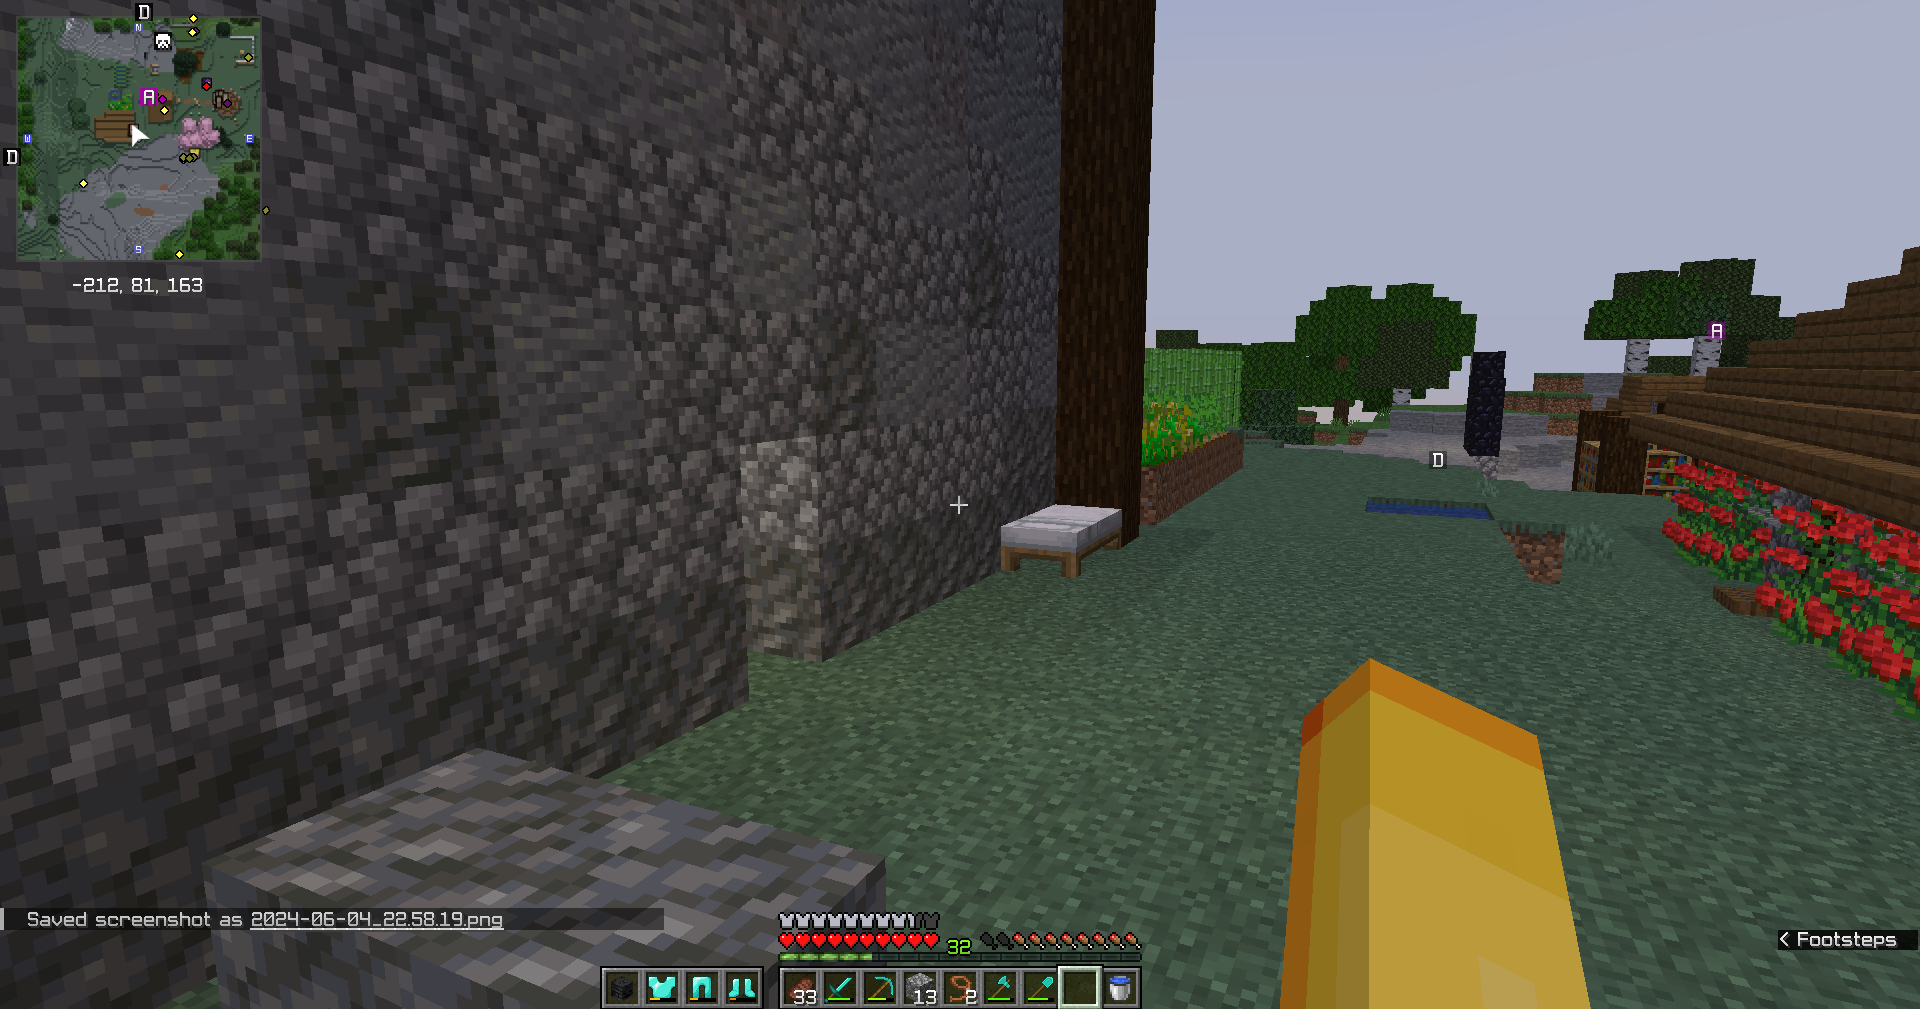 D
N
A
W
E
D
S
-212, 81, 163
A
D
Saved screenshot as 2024-06-04_22.58.19.png
< Footsteps
32
33
13
2